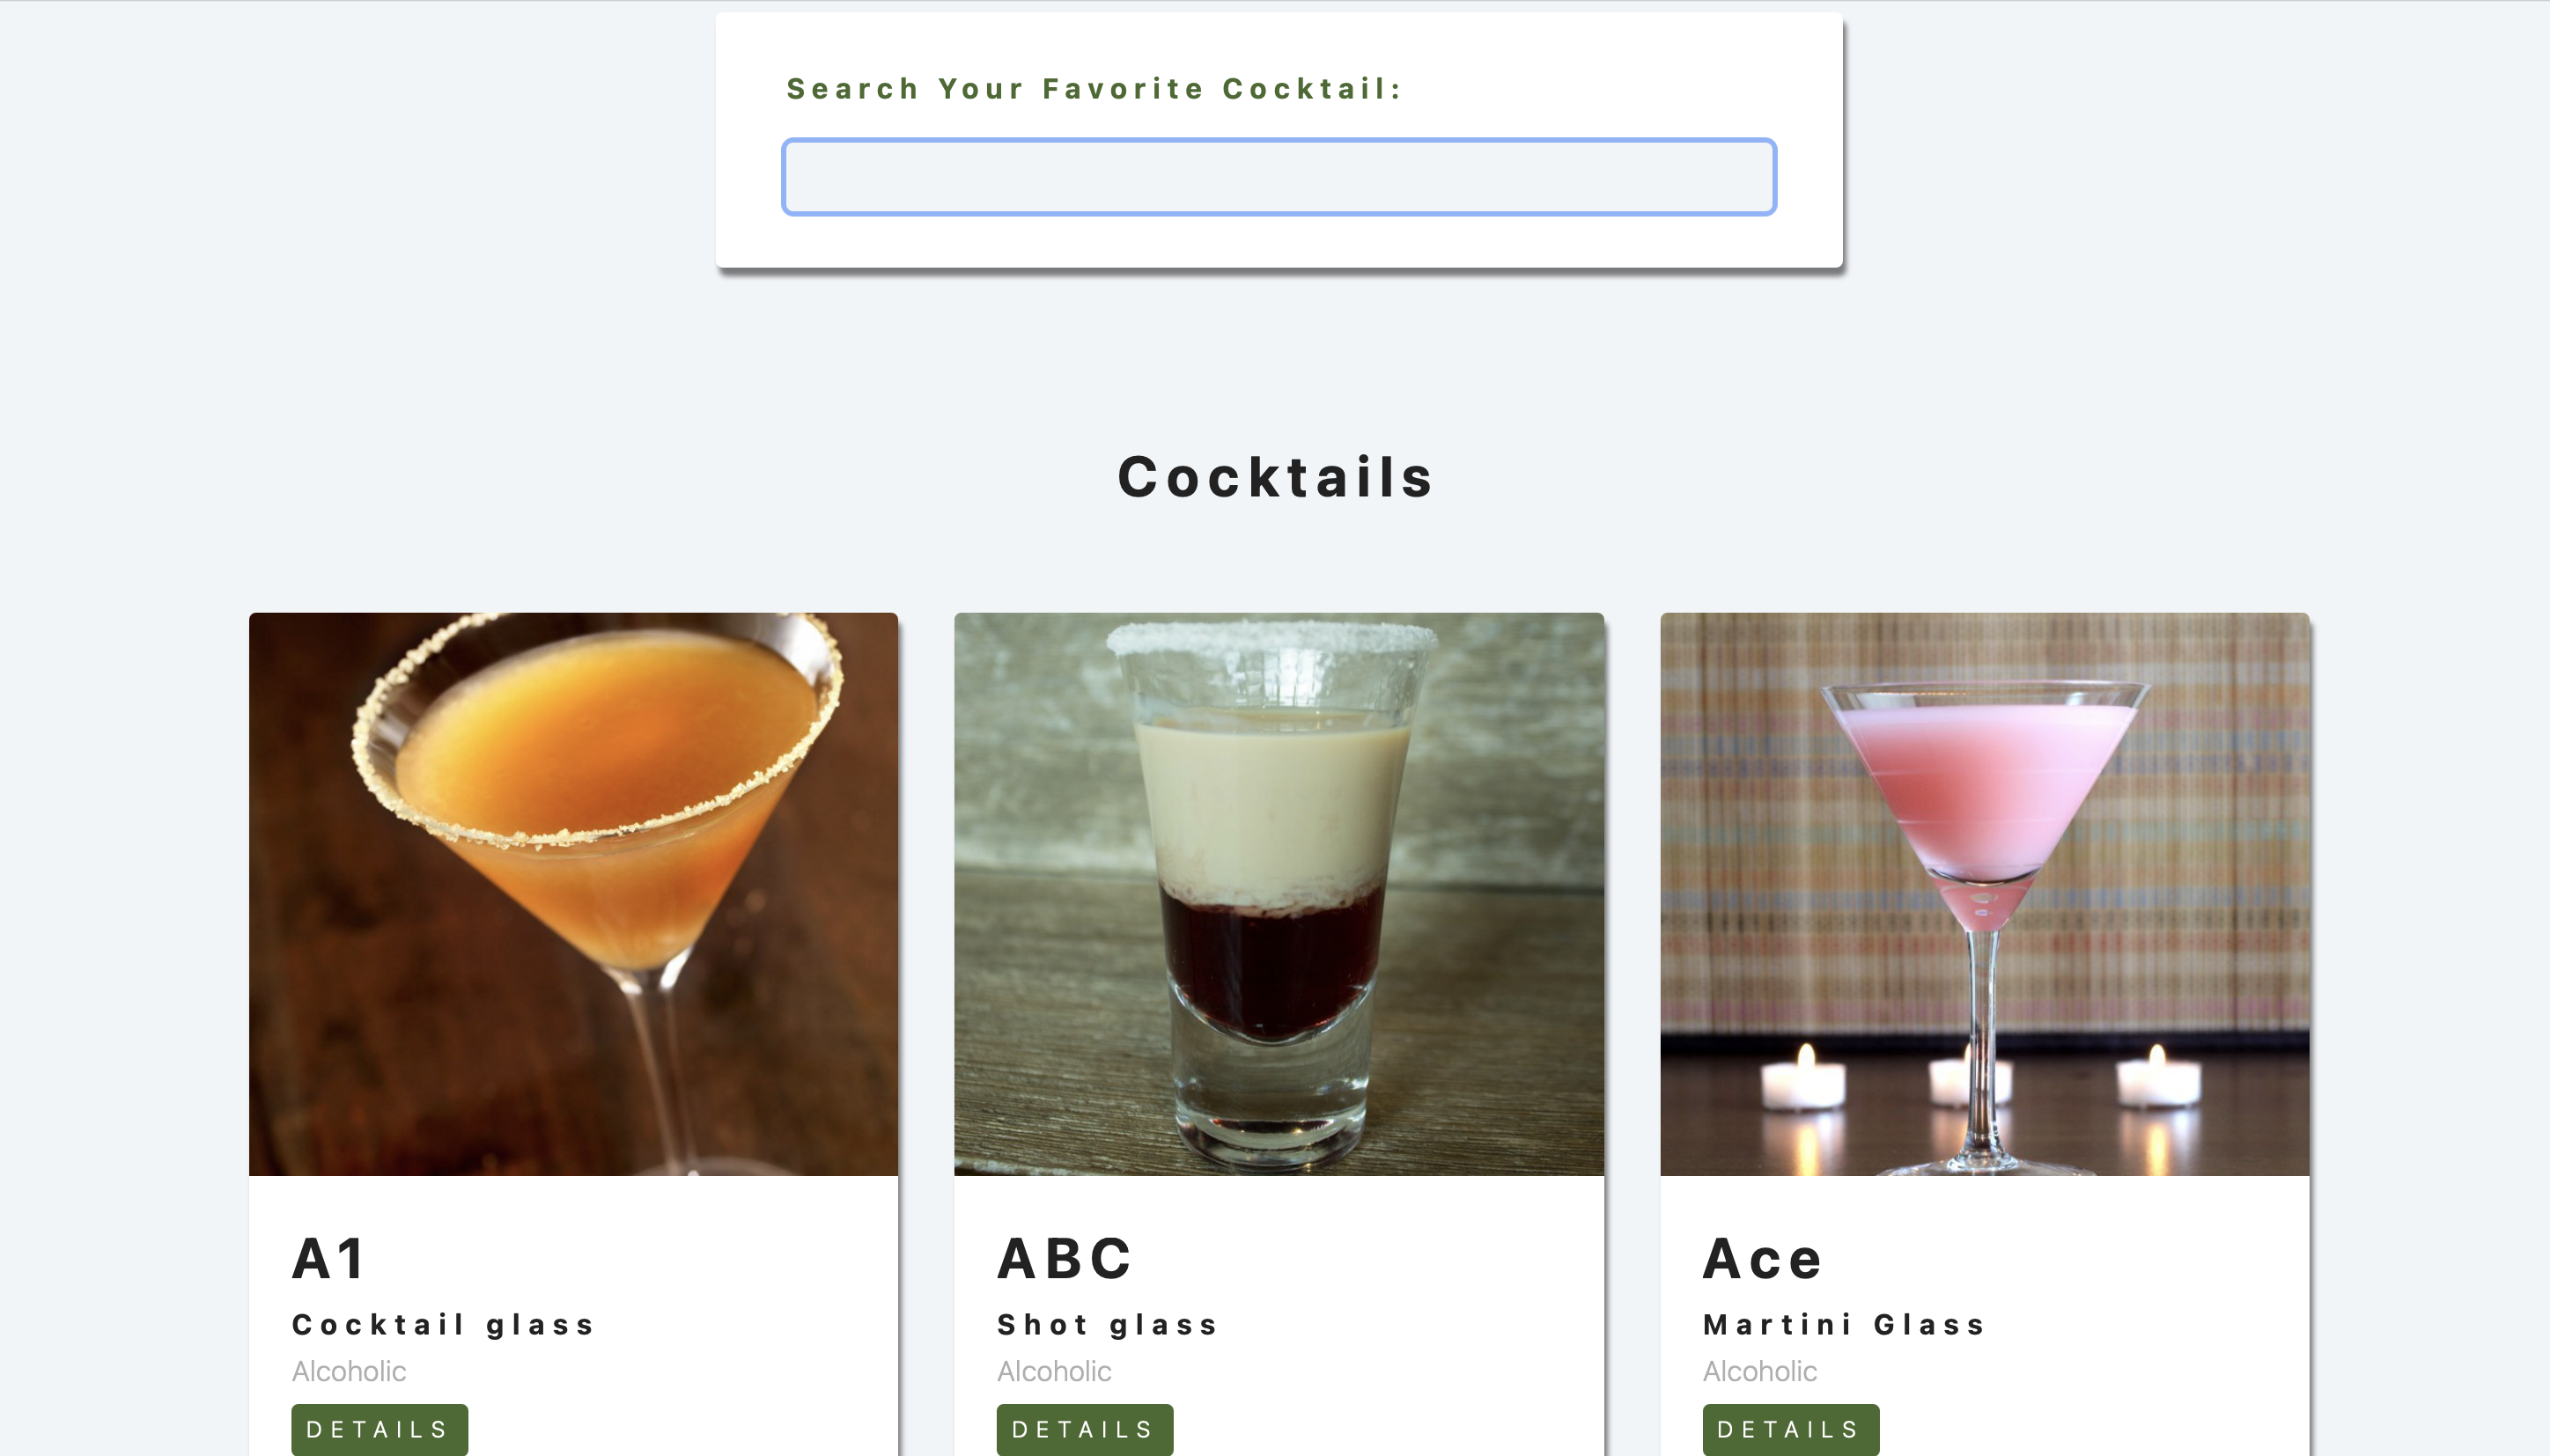 Search Your Favorite Cocktail:
Cocktails
A1
Cocktail glass
Alcoholic
DETAILS
ABC
Shot glass
Alcoholic
DETAILS
Ace
Martini Glass
Alcoholic
DETAILS